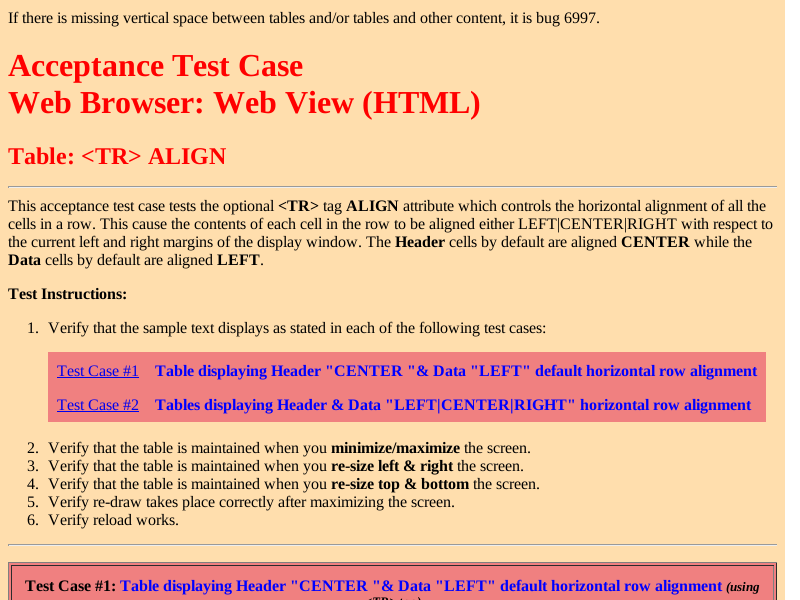 If there is missing vertical space between tables and/or tables and other content, it is bug 6997.
Acceptance Test Case
Web Browser: Web View (HTML)
Table: <TR> ALIGN
This acceptance test case tests the optional <TR> tag ALIGN attribute which controls the horizontal alignment of all the
cells in a row. This cause the contents of each cell in the row to be aligned either LEFT|CENTER|RIGHT with respect to
the current left and right margins of the display window. The Header cells by default are aligned CENTER while the
Data cells by default are aligned LEFT.
Test Instructions:
1. Verify that the sample text displays as stated in each of the following test cases:
Test Case #1 Table displaying Header "CENTER "& Data "LEFT" default horizontal row alignment
Test Case #2 Tables displaying Header & Data "LEFT|CENTER|RIGHT" horizontal row alignment
2. Verify that the table is maintained when you minimize/maximize the screen.
3. Verify that the table is maintained when you re-size left & right the screen.
4. Verify that the table is maintained when you re-size top & bottom the screen.
5. Verify re-draw takes place correctly after maximizing the screen.
6. Verify reload works.
Test Case #1: Table displaying Header "CENTER "& Data "LEFT" default horizontal row alignment (using